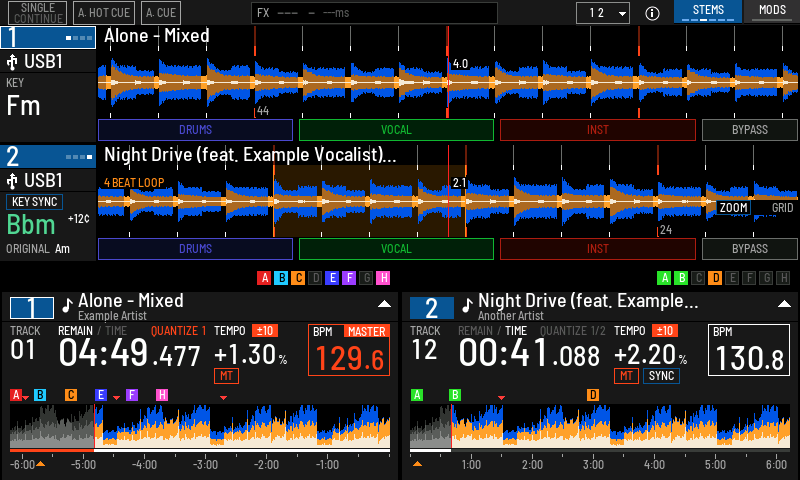 SINGLE
CONTINUE
A. HOT CUE
A. CUE
FX --- - ---ms
1 2
STEMS
MODS
1
Alone - Mixed
USB1
KEY
Fm
4.0
44
DRUMS
VOCAL
INST
BYPASS
2
Night Drive (feat. Example Vocalist)...
USB1
KEY SYNC
Bbm
+12¢
ORIGINAL Am
4 BEAT LOOP
2.1
24
ZOOM
GRID
DRUMS
VOCAL
INST
BYPASS
A B C D E F G H
A B C D E F G H
1
Alone - Mixed
Example Artist
TRACK
01
REMAIN / TIME
QUANTIZE 1
04:49.477
TEMPO
±10
+1.30%
MT
BPM
MASTER
129.6
A B C E F H
-6:00 -5:00 -4:00 -3:00 -2:00 -1:00
2
Night Drive (feat. Example...
Another Artist
TRACK
12
REMAIN / TIME
QUANTIZE 1/2
00:41.088
TEMPO
±10
+2.20%
MT
SYNC
BPM
130.8
A B D
1:00 2:00 3:00 4:00 5:00 6:00